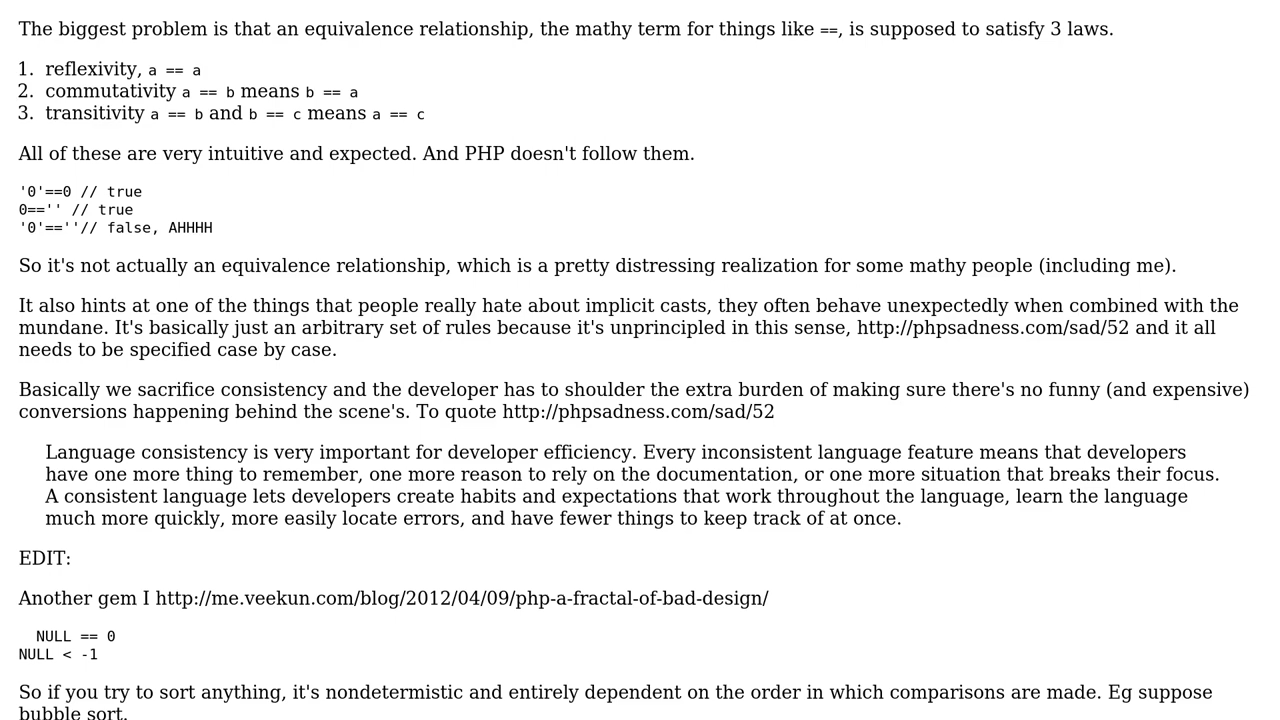 The biggest problem is that an equivalence relationship, the mathy term for things like ==, is supposed to satisfy 3 laws.
1. reflexivity, a == a
2. commutativity a == b means b == a
3. transitivity a == b and b == c means a == c
All of these are very intuitive and expected. And PHP doesn't follow them.
'0'==0 // true
0=='' // true
'0'==''// false, AHHHH
So it's not actually an equivalence relationship, which is a pretty distressing realization for some mathy people (including me).
It also hints at one of the things that people really hate about implicit casts, they often behave unexpectedly when combined with the
mundane. It's basically just an arbitrary set of rules because it's unprincipled in this sense, http://phpsadness.com/sad/52 and it all
needs to be specified case by case.
Basically we sacrifice consistency and the developer has to shoulder the extra burden of making sure there's no funny (and expensive)
conversions happening behind the scene's. To quote http://phpsadness.com/sad/52
Language consistency is very important for developer efficiency. Every inconsistent language feature means that developers
have one more thing to remember, one more reason to rely on the documentation, or one more situation that breaks their focus.
A consistent language lets developers create habits and expectations that work throughout the language, learn the language
much more quickly, more easily locate errors, and have fewer things to keep track of at once.
EDIT:
Another gem I http://me.veekun.com/blog/2012/04/09/php-a-fractal-of-bad-design/
NULL == 0
NULL < -1
So if you try to sort anything, it's nondetermistic and entirely dependent on the order in which comparisons are made. Eg suppose
bubble sort.